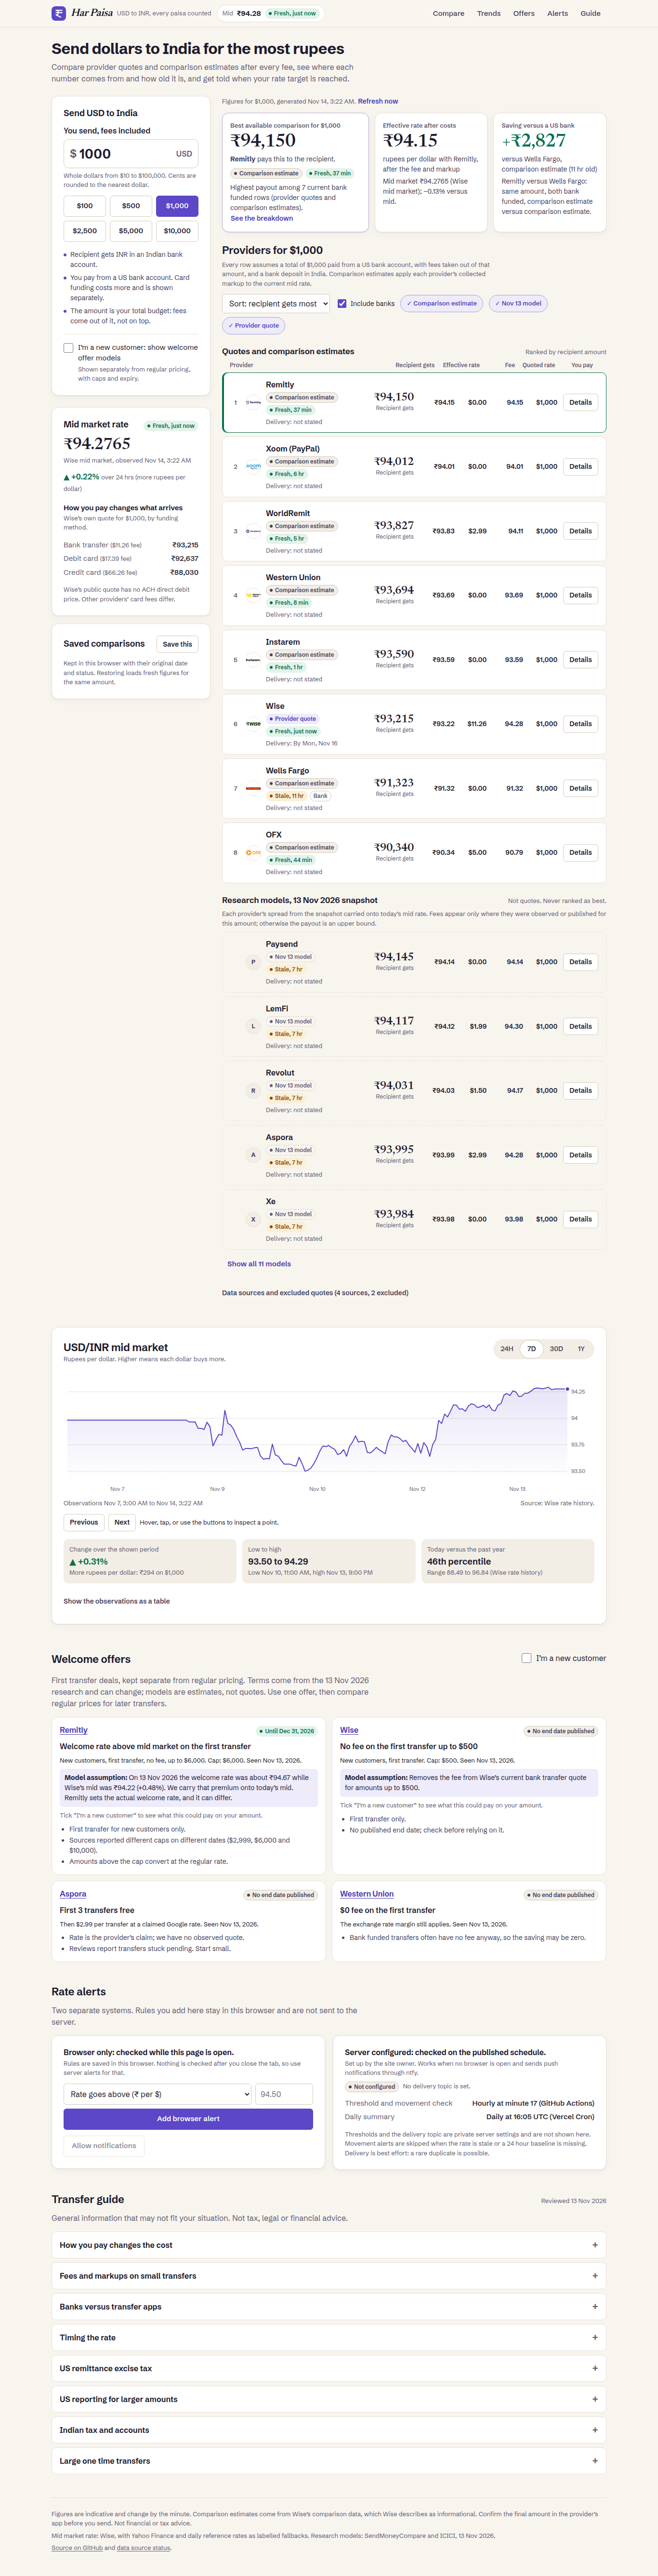 Har Paisa USD to INR, every paisa counted Mid ₹94.28 Fresh, just now Compare Trends Offers Alerts Guide
Send dollars to India for the most rupees
Compare provider quotes and comparison estimates after every fee, see where each
number comes from and how old it is, and get told when your rate target is reached.
Send USD to India
You send, fees included
$ 1000 USD
Whole dollars from $10 to $100,000. Cents are
rounded to the nearest dollar.
$100 $500 $1,000
$2,500 $5,000 $10,000
Recipient gets INR in an Indian bank
account.
You pay from a US bank account. Card
funding costs more and is shown
separately.
The amount is your total budget: fees
come out of it, not on top.
I'm a new customer: show welcome
offer models
Shown separately from regular pricing,
with caps and expiry.
Mid market rate Fresh, just now
₹94.2765
Wise mid market, observed Nov 14, 3:22 AM
▲ +0.22% over 24 hrs (more rupees per
dollar)
How you pay changes what arrives
Wise's own quote for $1,000, by funding
method.
Bank transfer ($11.26 fee) ₹93,215
Debit card ($17.39 fee) ₹92,637
Credit card ($66.26 fee) ₹88,030
Wise's public quote has no ACH direct debit
price. Other providers' card fees differ.
Saved comparisons Save this
Kept in this browser with their original date
and status. Restoring loads fresh figures for
the same amount.
Figures for $1,000, generated Nov 14, 3:22 AM. Refresh now
Best available comparison for $1,000
₹94,150
Remitly pays this to the recipient.
Comparison estimate Fresh, 37 min
Highest payout among 7 current bank
funded rows (provider quotes and
comparison estimates).
See the breakdown
Effective rate after costs
₹94.15
rupees per dollar with Remitly,
after the fee and markup
Mid market ₹94.2765 (Wise
mid market); −0.13% versus
mid.
Saving versus a US bank
+₹2,827
versus Wells Fargo,
comparison estimate (11 hr old)
Remitly versus Wells Fargo:
same amount, both bank
funded, comparison estimate
versus comparison estimate.
Providers for $1,000
Every row assumes a total of $1,000 paid from a US bank account, with fees taken out of that
amount, and a bank deposit in India. Comparison estimates apply each provider's collected
markup to the current mid rate.
Sort: recipient gets most Include banks ✓ Comparison estimate ✓ Nov 13 model
✓ Provider quote
Quotes and comparison estimates Ranked by recipient amount
Provider Recipient gets Effective rate Fee Quoted rate You pay
Remitly
Comparison estimate
1 Remitly ₹94,150 ₹94.15 $0.00 94.15 $1,000 Details
Fresh, 37 min Recipient gets
Delivery: not stated
Xoom (PayPal)
Comparison estimate
2 xoom ₹94,012 ₹94.01 $0.00 94.01 $1,000 Details
Fresh, 6 hr Recipient gets
Delivery: not stated
WorldRemit
Comparison estimate
3 ₹93,827 ₹93.83 $2.99 94.11 $1,000 Details
Fresh, 5 hr Recipient gets
Delivery: not stated
Western Union
Comparison estimate
4 ₹93,694 ₹93.69 $0.00 93.69 $1,000 Details
Fresh, 8 min Recipient gets
Delivery: not stated
Instarem
Comparison estimate
5 ₹93,590 ₹93.59 $0.00 93.59 $1,000 Details
Fresh, 1 hr Recipient gets
Delivery: not stated
Wise
Provider quote
6 WISE ₹93,215 ₹93.22 $11.26 94.28 $1,000 Details
Fresh, just now Recipient gets
Delivery: By Mon, Nov 16
Wells Fargo
Comparison estimate
7 ₹91,323 ₹91.32 $0.00 91.32 $1,000 Details
Stale, 11 hr Bank Recipient gets
Delivery: not stated
OFX
Comparison estimate
8 OFX ₹90,340 ₹90.34 $5.00 90.79 $1,000 Details
Fresh, 44 min Recipient gets
Delivery: not stated
Research models, 13 Nov 2026 snapshot Not quotes. Never ranked as best.
Each provider's spread from the snapshot carried onto today's mid rate. Fees appear only where they were observed or published for
this amount; otherwise the payout is an upper bound.
Paysend
Nov 13 model
P ₹94,145 ₹94.14 $0.00 94.14 $1,000 Details
Stale, 7 hr Recipient gets
Delivery: not stated
LemFi
Nov 13 model
L ₹94,117 ₹94.12 $1.99 94.30 $1,000 Details
Stale, 7 hr Recipient gets
Delivery: not stated
Revolut
Nov 13 model
R ₹94,031 ₹94.03 $1.50 94.17 $1,000 Details
Stale, 7 hr Recipient gets
Delivery: not stated
Aspora
Nov 13 model
A ₹93,995 ₹93.99 $2.99 94.28 $1,000 Details
Stale, 7 hr Recipient gets
Delivery: not stated
Xe
Nov 13 model
X ₹93,984 ₹93.98 $0.00 93.98 $1,000 Details
Stale, 7 hr Recipient gets
Delivery: not stated
Show all 11 models
Data sources and excluded quotes (4 sources, 2 excluded)
USD/INR mid market 24H 7D 30D 1Y
Rupees per dollar. Higher means each dollar buys more.
94.25
94
93.75
93.50
Nov 7 Nov 9 Nov 10 Nov 12 Nov 13
Observations Nov 7, 3:00 AM to Nov 14, 3:22 AM Source: Wise rate history.
Previous Next Hover, tap, or use the buttons to inspect a point.
Change over the shown period
▲ +0.31%
More rupees per dollar: ₹294 on $1,000
Low to high
93.50 to 94.29
Low Nov 10, 11:00 AM, high Nov 13, 9:00 PM
Today versus the past year
46th percentile
Range 88.49 to 96.84 (Wise rate history)
Show the observations as a table
Welcome offers I'm a new customer
First transfer deals, kept separate from regular pricing. Terms come from the 13 Nov 2026
research and can change; models are estimates, not quotes. Use one offer, then compare
regular prices for later transfers.
Remitly Until Dec 31, 2026
Welcome rate above mid market on the first transfer
New customers, first transfer, no fee, up to $6,000. Cap: $6,000. Seen Nov 13, 2026.
Model assumption: On 13 Nov 2026 the welcome rate was about ₹94.67 while
Wise's mid was ₹94.22 (+0.48%). We carry that premium onto today's mid.
Remitly sets the actual welcome rate, and it can differ.
Tick "I'm a new customer" to see what this could pay on your amount.
First transfer for new customers only.
Sources reported different caps on different dates ($2,999, $6,000 and
$10,000).
Amounts above the cap convert at the regular rate.
Wise No end date published
No fee on the first transfer up to $500
New customers, first transfer. Cap: $500. Seen Nov 13, 2026.
Model assumption: Removes the fee from Wise's current bank transfer quote
for amounts up to $500.
Tick "I'm a new customer" to see what this could pay on your amount.
First transfer only.
No published end date; check before relying on it.
Aspora No end date published
First 3 transfers free
Then $2.99 per transfer at a claimed Google rate. Seen Nov 13, 2026.
Rate is the provider's claim; we have no observed quote.
Reviews report transfers stuck pending. Start small.
Western Union No end date published
$0 fee on the first transfer
The exchange rate margin still applies. Seen Nov 13, 2026.
Bank funded transfers often have no fee anyway, so the saving may be zero.
Rate alerts
Two separate systems. Rules you add here stay in this browser and are not sent to the
server.
Browser only: checked while this page is open.
Rules are saved in this browser. Nothing is checked after you close the tab, so use
server alerts for that.
Rate goes above (₹ per $) 94.50
Add browser alert
Allow notifications
Server configured: checked on the published schedule.
Set up by the site owner. Works when no browser is open and sends push
notifications through ntfy.
Not configured No delivery topic is set.
Threshold and movement check Hourly at minute 17 (GitHub Actions)
Daily summary Daily at 16:05 UTC (Vercel Cron)
Thresholds and the delivery topic are private server settings and are not shown here.
Movement alerts are skipped when the rate is stale or a 24 hour baseline is missing.
Delivery is best effort: a rare duplicate is possible.
Transfer guide Reviewed 13 Nov 2026
General information that may not fit your situation. Not tax, legal or financial advice.
How you pay changes the cost +
Fees and markups on small transfers +
Banks versus transfer apps +
Timing the rate +
US remittance excise tax +
US reporting for larger amounts +
Indian tax and accounts +
Large one time transfers +
Figures are indicative and change by the minute. Comparison estimates come from Wise's comparison data, which Wise describes as informational. Confirm the final amount in the provider's
app before you send. Not financial or tax advice.
Mid market rate: Wise, with Yahoo Finance and daily reference rates as labelled fallbacks. Research models: SendMoneyCompare and ICICI, 13 Nov 2026.
Source on GitHub and data source status.